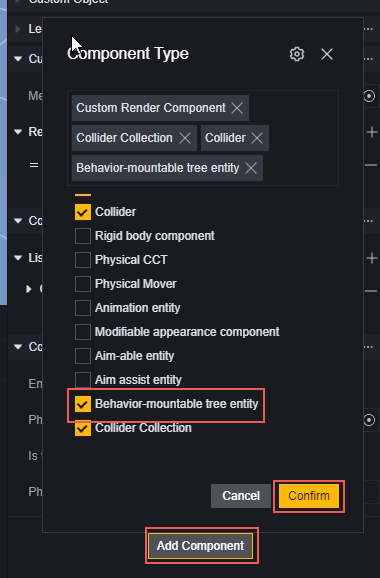 Custom Object
Le
Component Type
Cu
Custom Render Component
Me
Collider Collection
Collider
Re
Behavior-mountable tree entity
Collider
Co
Rigid body component
Lis
Physical CCT
Physical Mover
Animation entity
Modifiable appearance component
Co
Aim-able entity
En
Aim assist entity
Behavior-mountable tree entity
Ph
Collider Collection
Is
Ph
Cancel
Confirm
Add Component